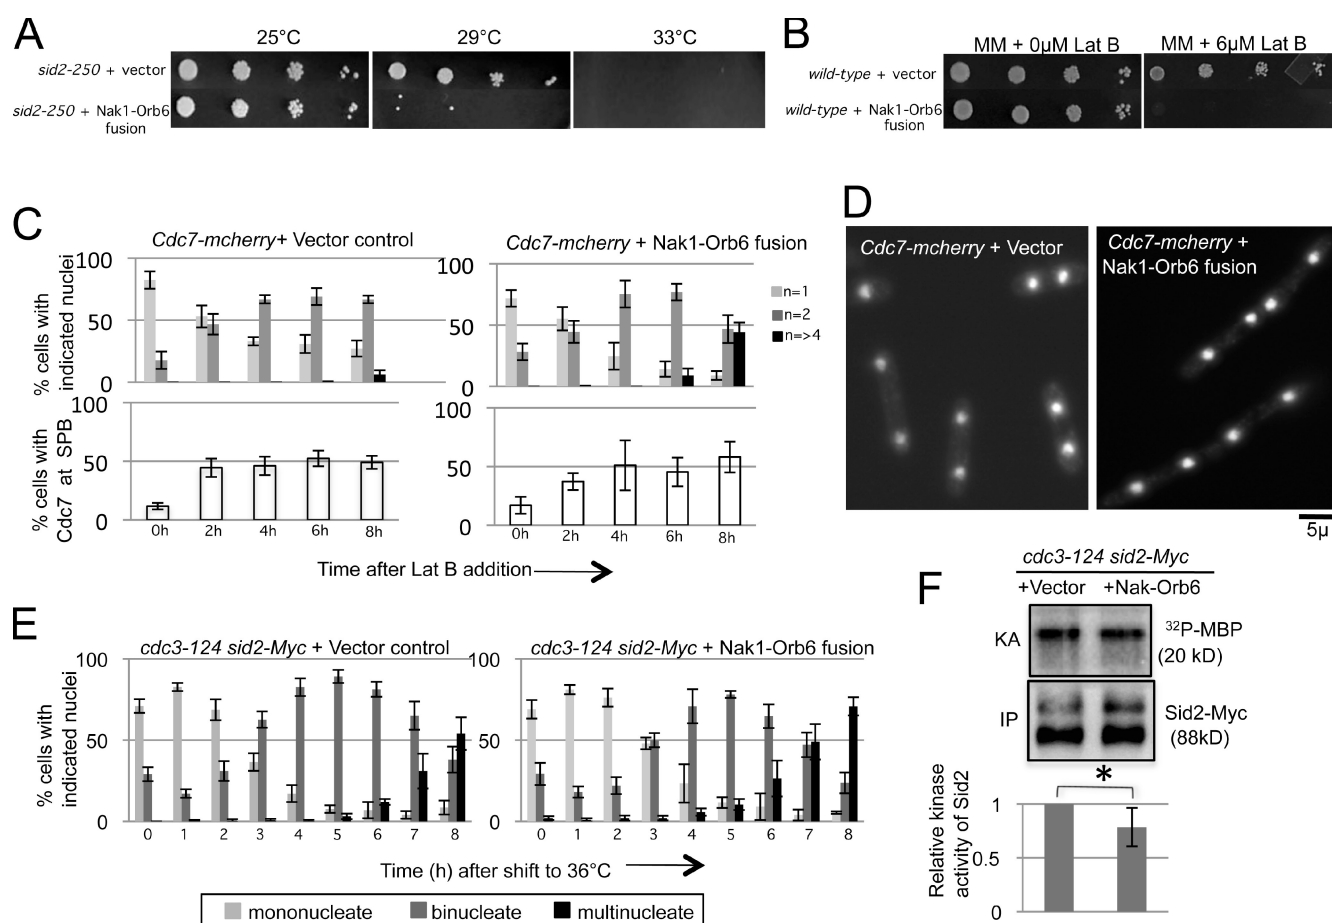 A
25°C
29°C
33°C
sid2-250 + vector
sid2-250 + Nak1-Orb6
fusion
B
MM + 0µM Lat B
MM + 6µM Lat B
wild-type + vector
wild-type + Nak1-Orb6
fusion
C
Cdc7-mcherry+ Vector control
Cdc7-mcherry + Nak1-Orb6 fusion
% cells with
indicated nuclei
100
50
0
100
50
0
n=1
n=2
n=>4
% cells with
Cdc7 at SPB
100
50
0
0h
2h
4h
6h
8h
100
50
0
0h
2h
4h
6h
8h
Time after Lat B addition
D
Cdc7-mcherry + Vector
Cdc7-mcherry +
Nak1-Orb6 fusion
5µ
E
cdc3-124 sid2-Myc + Vector control
cdc3-124 sid2-Myc + Nak1-Orb6 fusion
% cells with
indicated nuclei
100
50
0
0 1 2 3 4 5 6 7 8
100
50
0
0 1 2 3 4 5 6 7 8
Time (h) after shift to 36°C
mononucleate
binucleate
multinucleate
F
cdc3-124 sid2-Myc
+Vector
+Nak-Orb6
KA
32P-MBP
(20 kD)
IP
Sid2-Myc
(88kD)
*
Relative kinase
activity of Sid2
1
0.5
0